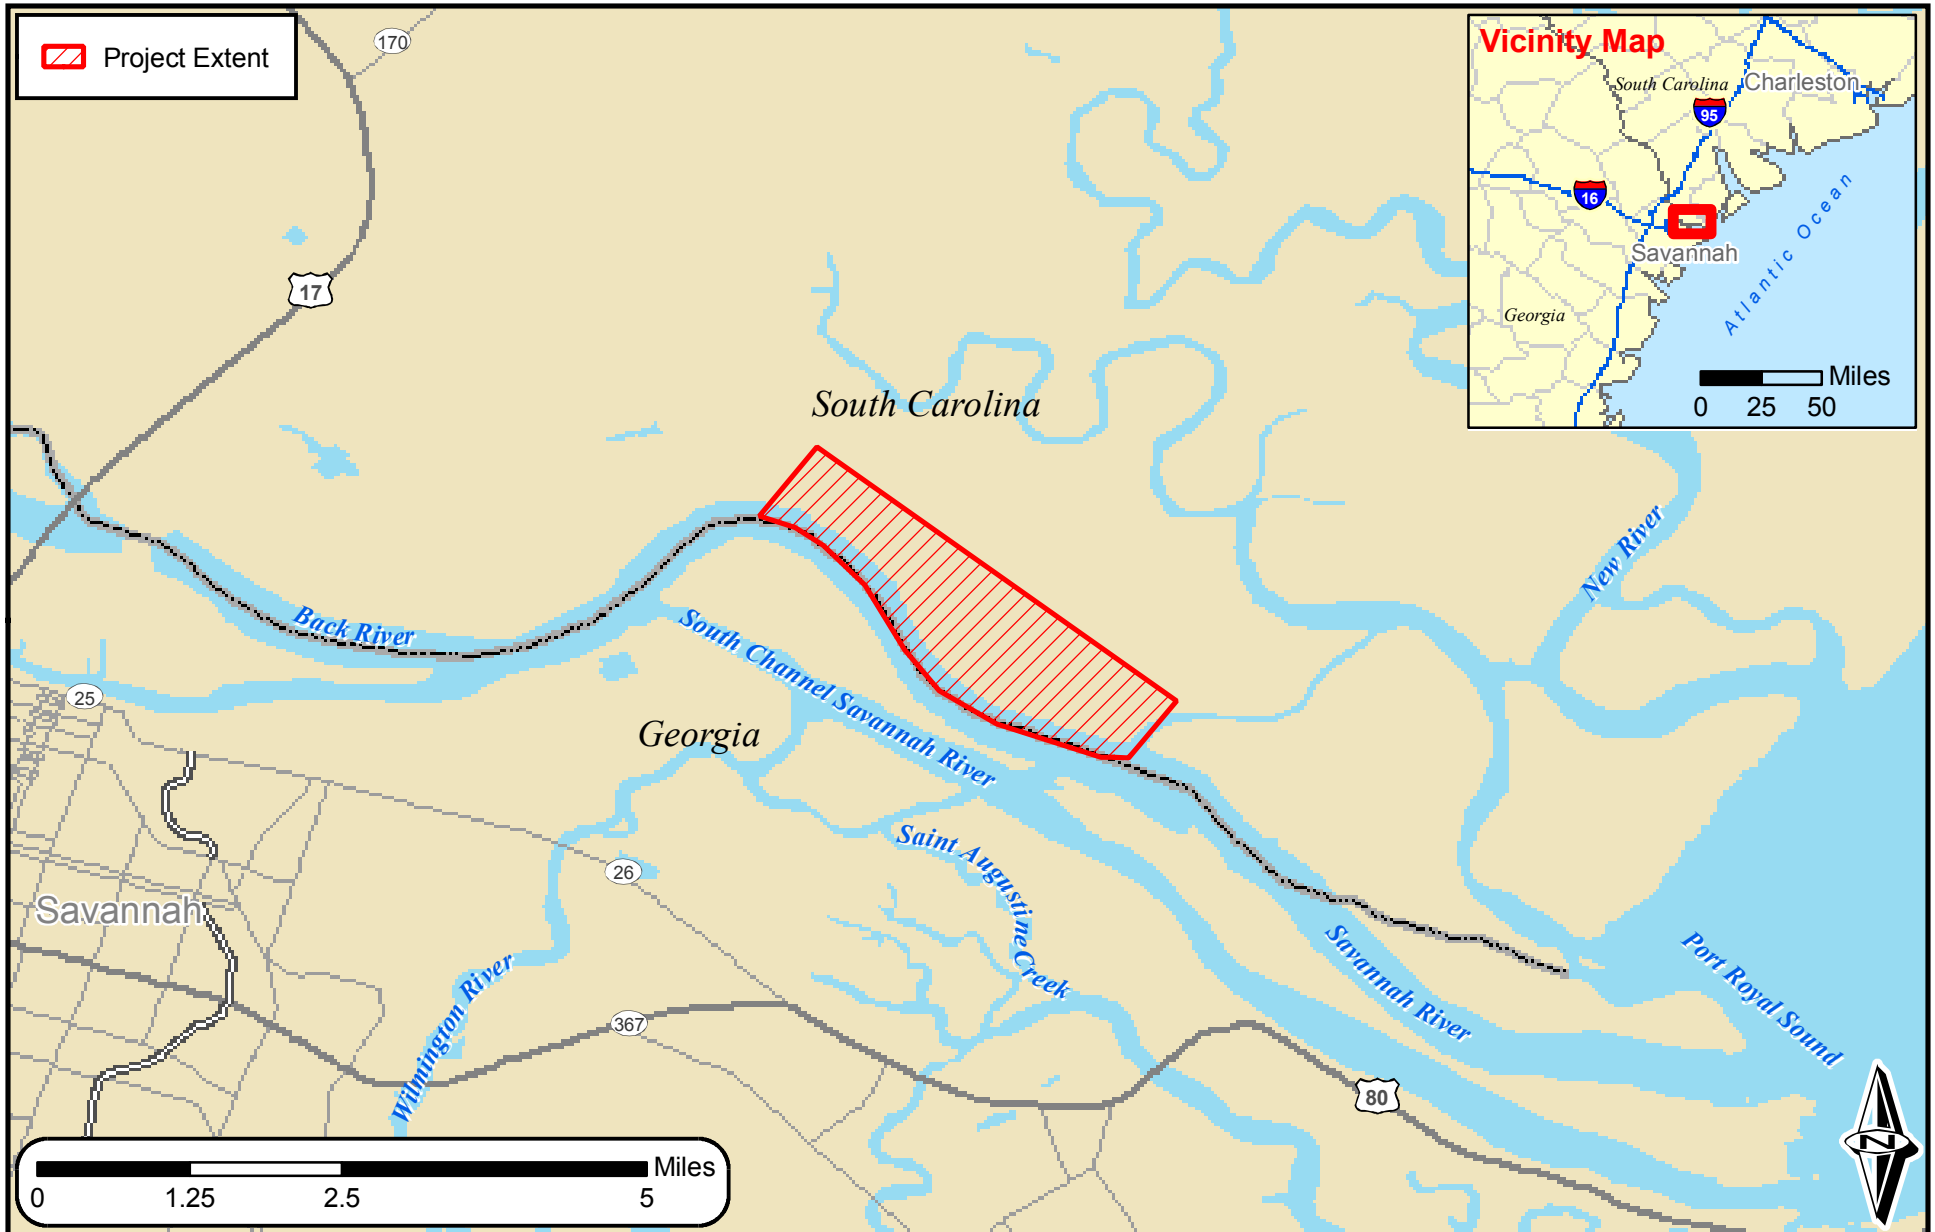 Project Extent
170
Vicinity Map
South Carolina
Charleston
95
16
Savannah
Georgia
Atlantic Ocean
Miles
0 25 50
17
South Carolina
New River
Back River
South Channel Savannah River
25
Georgia
Saint Augustine Creek
26
Savannah
Wilmington River
Savannah River
Port Royal Sound
367
80
N
Miles
0 1.25 2.5 5